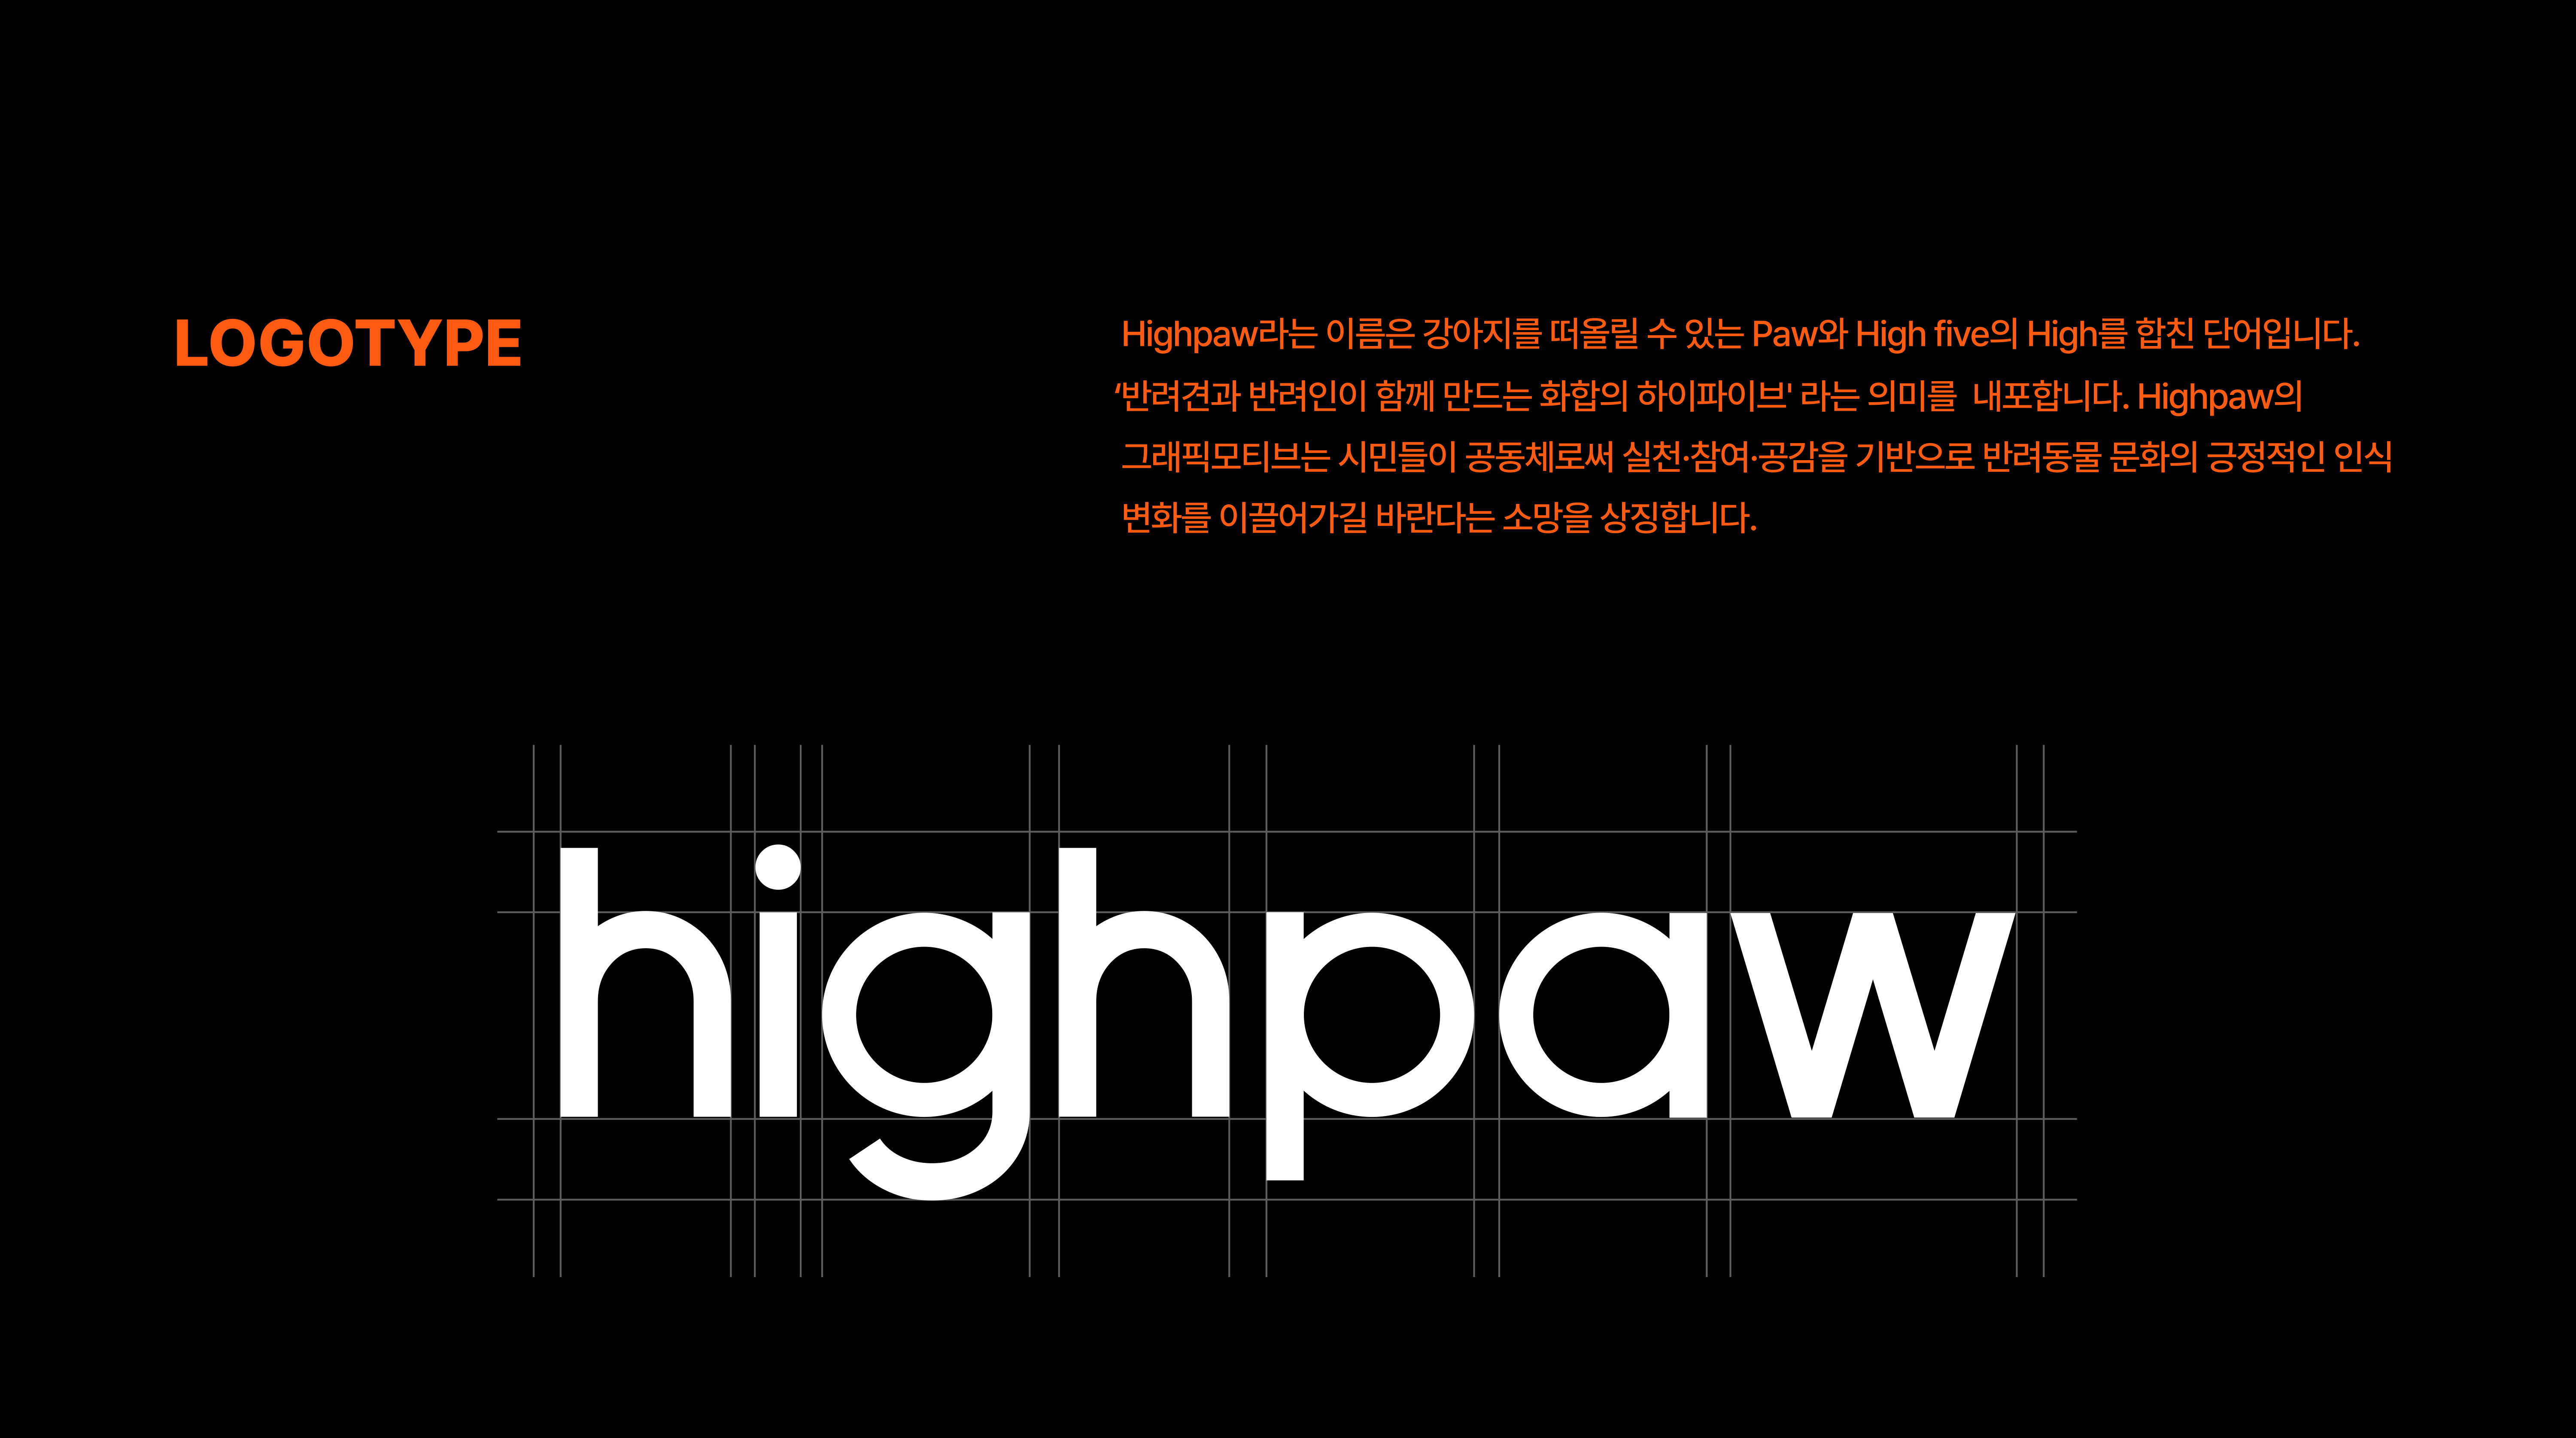 LOGOTYPE
Highpaw라는 이름은 강아지를 떠올릴 수 있는 Paw와 High five의 High를 합친 단어입니다.
‘반려견과 반려인이 함께 만드는 화합의 하이파이브' 라는 의미를  내포합니다. Highpaw의
그래픽모티브는 시민들이 공동체로써 실천·참여·공감을 기반으로 반려동물 문화의 긍정적인 인식
변화를 이끌어가길 바란다는 소망을 상징합니다.
highpaw